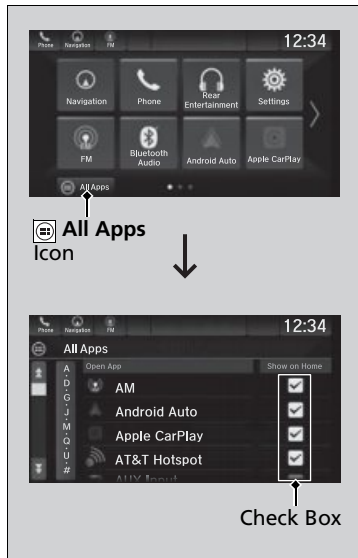 Phone Navigation FM 12:34
Navigation Phone Rear Entertainment Settings
FM Bluetooth Audio Android Auto Apple CarPlay
All Apps
All Apps
Icon
Phone Navigation FM 12:34
All Apps
Open App Show on Home
A
D
G
J
M
Q
U
#
AM
Android Auto
Apple CarPlay
AT&T Hotspot
AUX Input
Check Box